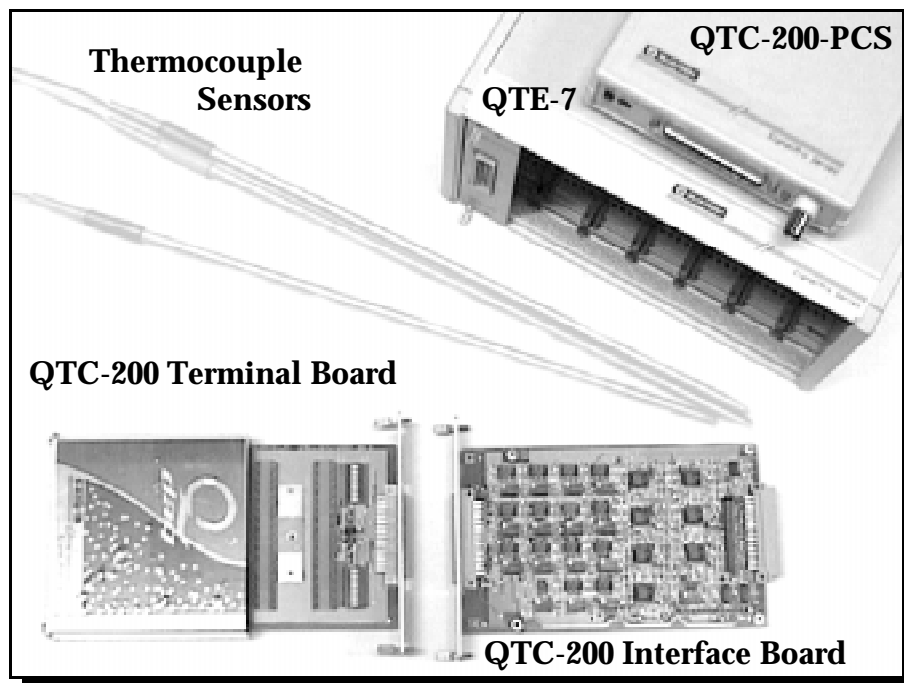 Thermocouple
Sensors
QTC-200-PCS
QTE-7
QTC-200 Terminal Board
QTC-200 Interface Board